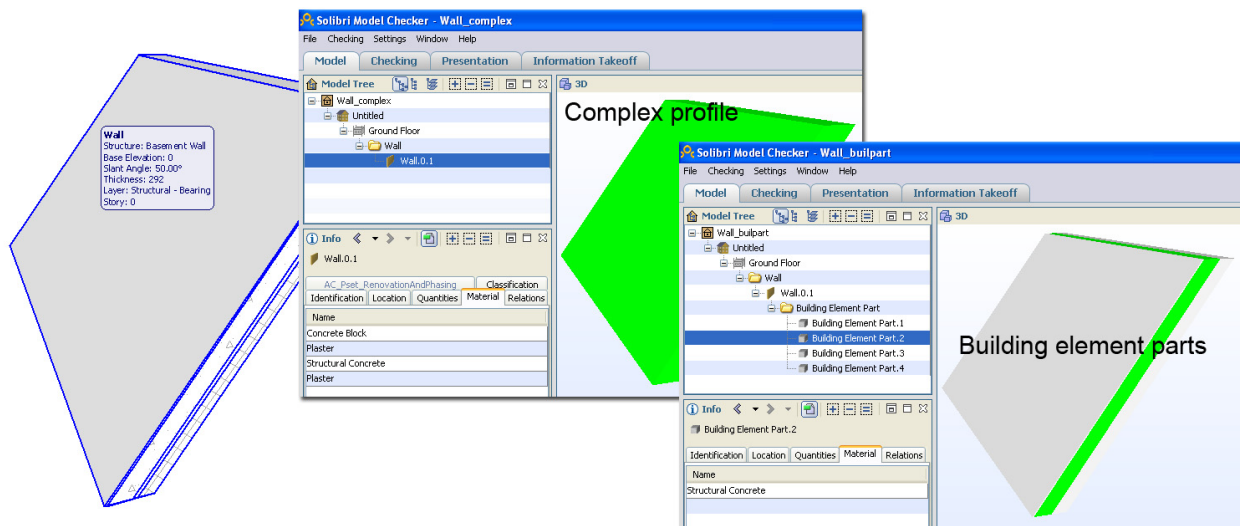 Wall
Structure: Basement Wall
Base Elevation: 0
Slant Angle: 50.00°
Thickness: 292
Layer: Structural - Bearing
Story: 0
Solibri Model Checker - Wall_complex
File Checking Settings Window Help
Model Checking Presentation Information Takeoff
Model Tree
3D
Wall_complex
Untitled
Ground Floor
Wall
Wall.0.1
Complex profile
Info
Wall.0.1
AC_Pset_RenovationAndPhasing Classification
Identification Location Quantities Material Relations
Name
Concrete Block
Plaster
Structural Concrete
Plaster
Solibri Model Checker - Wall_builpart
File Checking Settings Window Help
Model Checking Presentation Information Takeoff
Model Tree
3D
Wall_builpart
Untitled
Ground Floor
Wall
Wall.0.1
Building Element Part
Building Element Part.1
Building Element Part.2
Building Element Part.3
Building Element Part.4
Building element parts
Info
Building Element Part.2
Identification Location Quantities Material Relations
Name
Structural Concrete